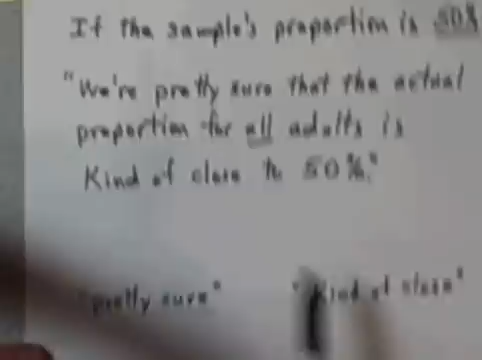 If the sample's proportion is 50%
"We're pretty sure that the actual
proportion for all adults is
Kind of close to 50%."
"pretty sure" "Kind of close"